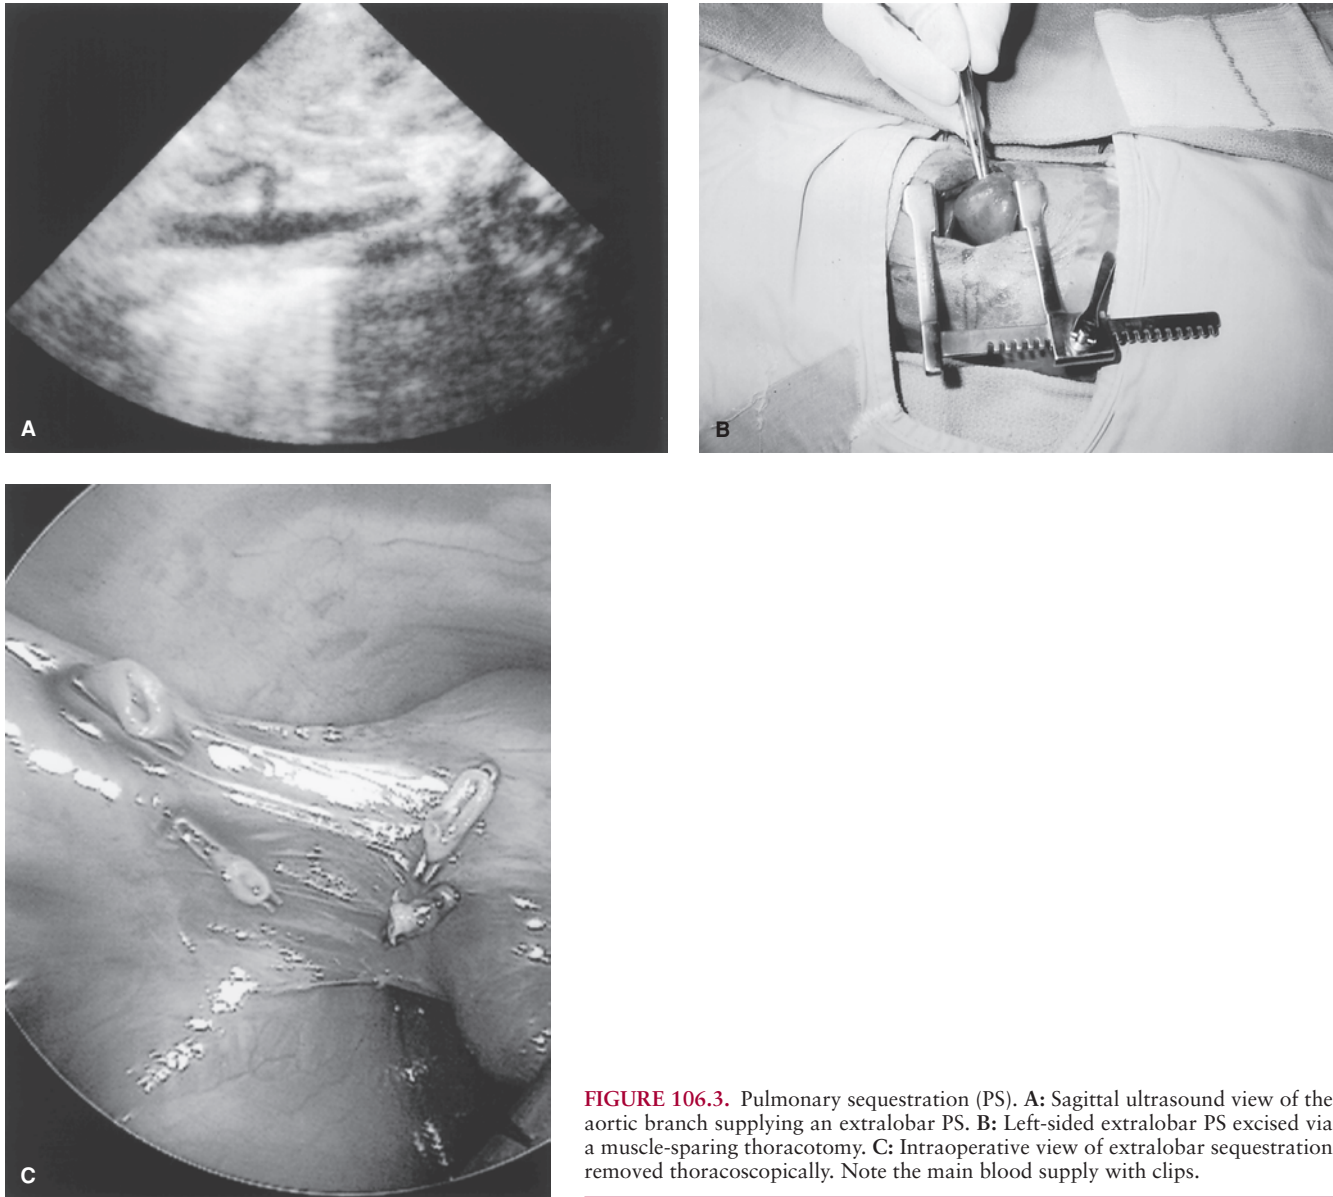 A
B
C
FIGURE 106.3. Pulmonary sequestration (PS). A: Sagittal ultrasound view of the
aortic branch supplying an extralobar PS. B: Left-sided extralobar PS excised via
a muscle-sparing thoracotomy. C: Intraoperative view of extralobar sequestration
removed thoracoscopically. Note the main blood supply with clips.